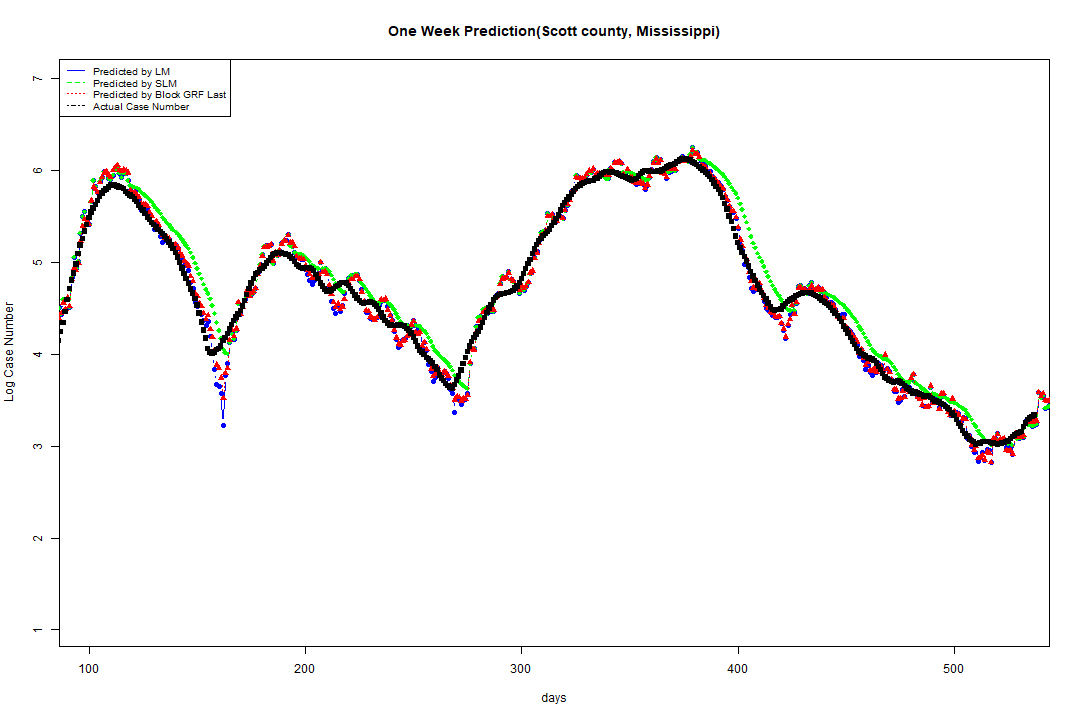 One Week Prediction(Scott county, Mississippi)
Predicted by LM
Predicted by SLM
Predicted by Block GRF Last
Actual Case Number
7
6
5
4
3
2
1
Log Case Number
100 200 300 400 500
days